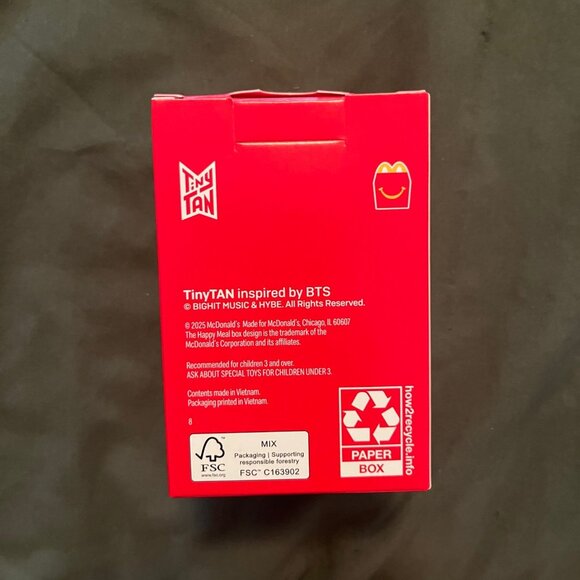 TINY
TAN
TinyTAN inspired by BTS
© BIGHIT MUSIC & HYBE. All Rights Reserved.
© 2025 McDonald's Made for McDonald's, Chicago, IL 60607
The Happy Meal box design is the trademark of the
McDonald's Corporation and its affiliates.
Recommended for children 3 and over.
ASK ABOUT SPECIAL TOYS FOR CHILDREN UNDER 3.
Contents made in Vietnam.
Packaging printed in Vietnam.
8
FSC
www.fsc.org
MIX
Packaging | Supporting
responsible forestry
FSC™ C163902
PAPER
BOX
how2recycle.info